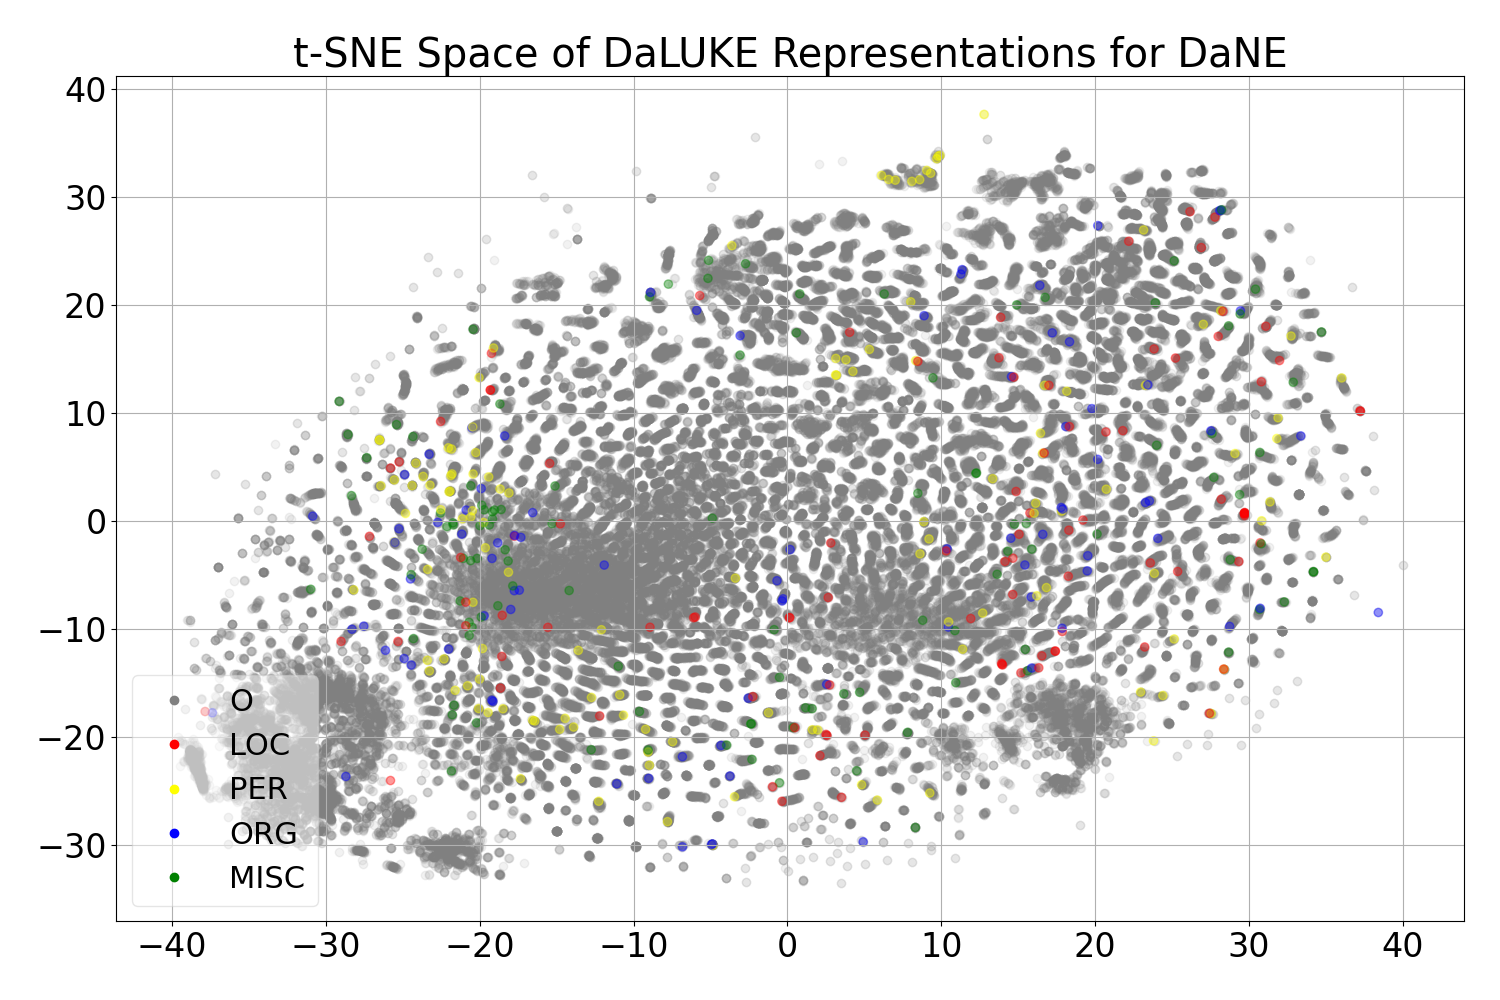 t-SNE Space of DaLUKE Representations for DaNE
40
30
20
10
0
−10
−20
−30
O
LOC
PER
ORG
MISC
−40 −30 −20 −10 0 10 20 30 40